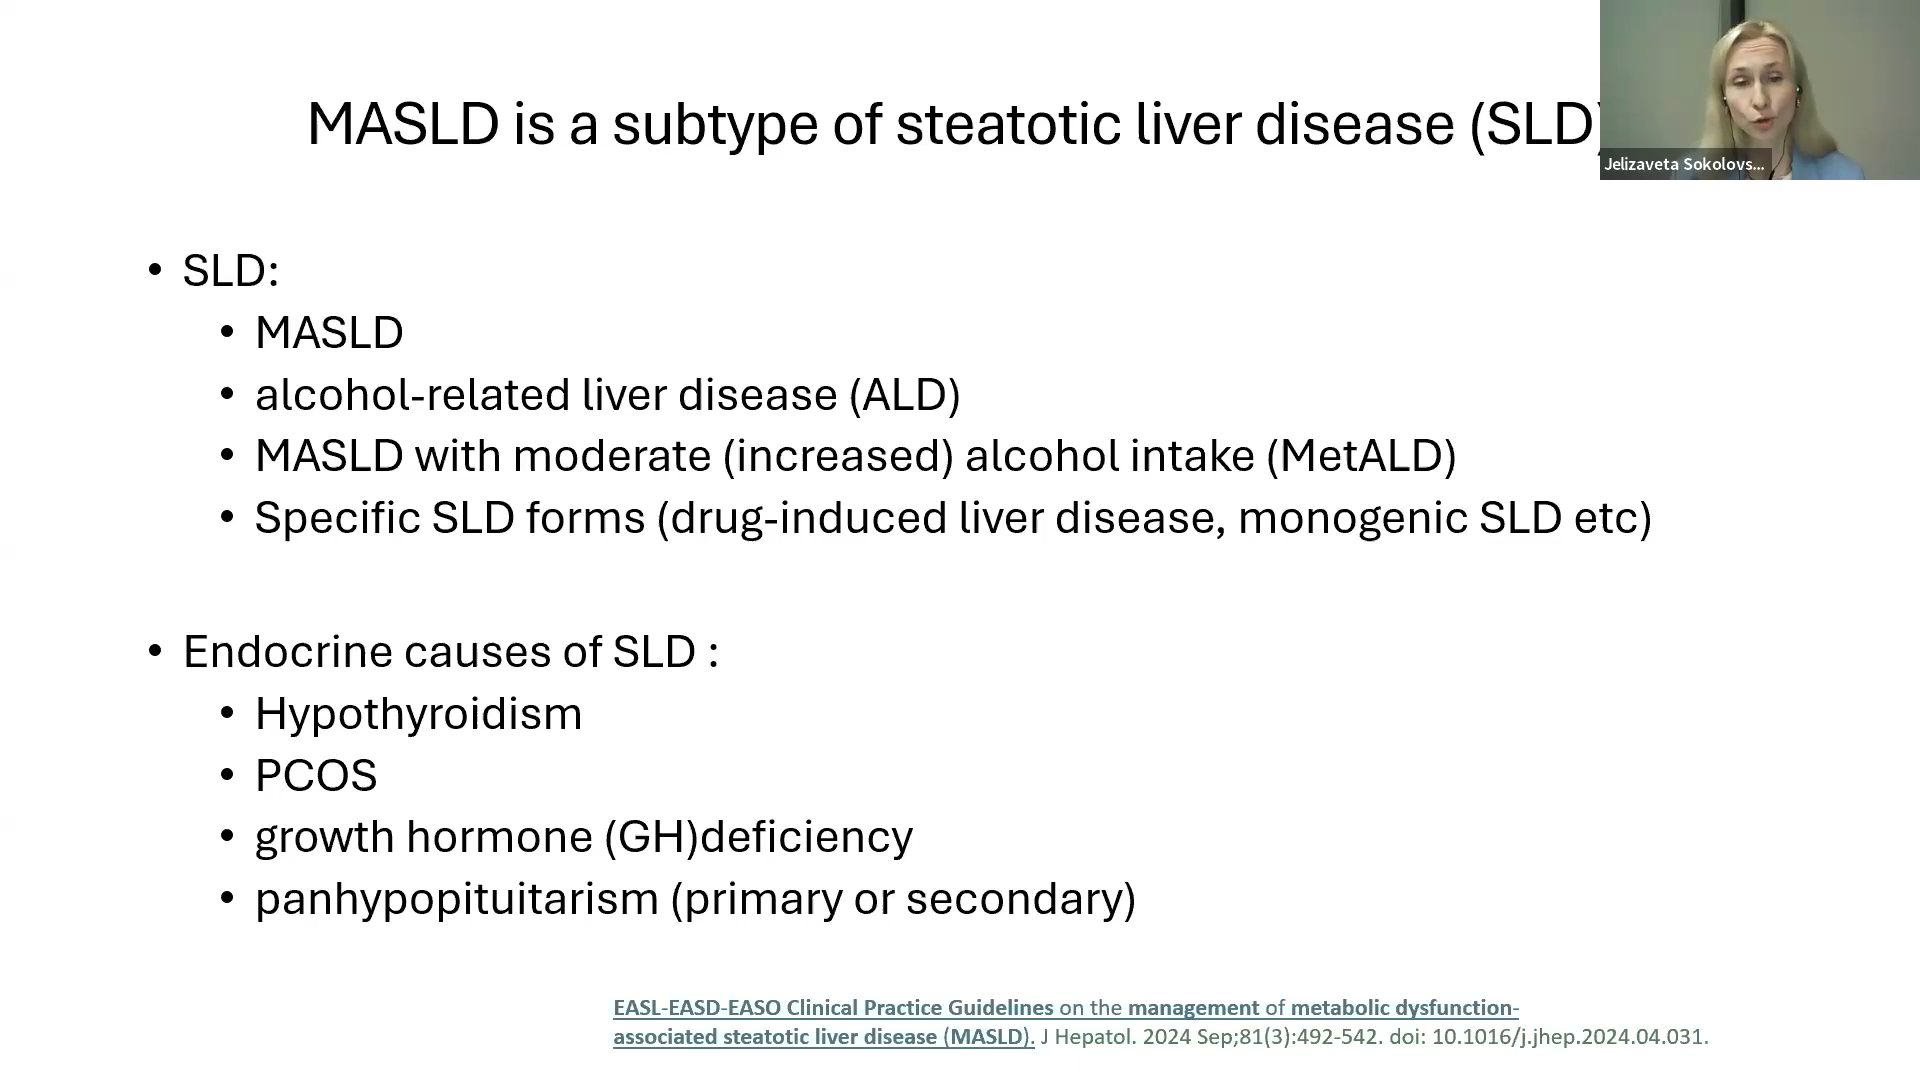 MASLD is a subtype of steatotic liver disease (SLD)
Jelizaveta Sokolovs...
• SLD:
• MASLD
• alcohol-related liver disease (ALD)
• MASLD with moderate (increased) alcohol intake (MetALD)
• Specific SLD forms (drug-induced liver disease, monogenic SLD etc)
• Endocrine causes of SLD :
• Hypothyroidism
• PCOS
• growth hormone (GH)deficiency
• panhypopituitarism (primary or secondary)
EASL-EASD-EASO Clinical Practice Guidelines on the management of metabolic dysfunction-
associated steatotic liver disease (MASLD). J Hepatol. 2024 Sep;81(3):492-542. doi: 10.1016/j.jhep.2024.04.031.